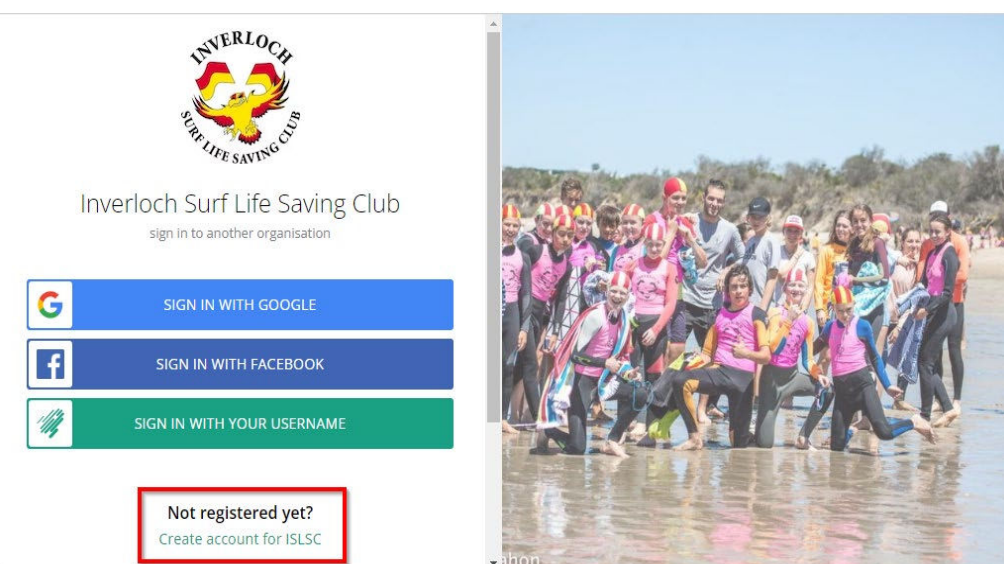 INVERLOCH
SURF LIFE SAVING CLUB
Inverloch Surf Life Saving Club
sign in to another organisation
SIGN IN WITH GOOGLE
SIGN IN WITH FACEBOOK
SIGN IN WITH YOUR USERNAME
Not registered yet?
Create account for ISLSC